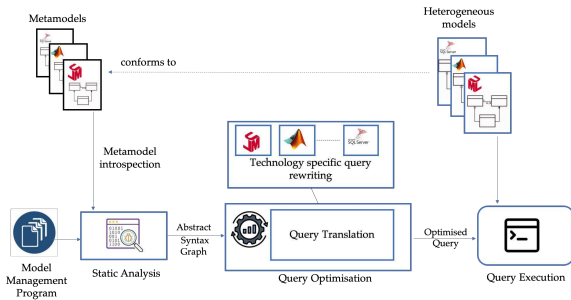 Metamodels
Heterogeneous
models
conforms to
Metamodel
introspection
SQL Server
Technology specific query
rewriting
Model
Management
Program
Static Analysis
Abstract
Syntax
Graph
Query Translation
Query Optimisation
Optimised
Query
Query Execution